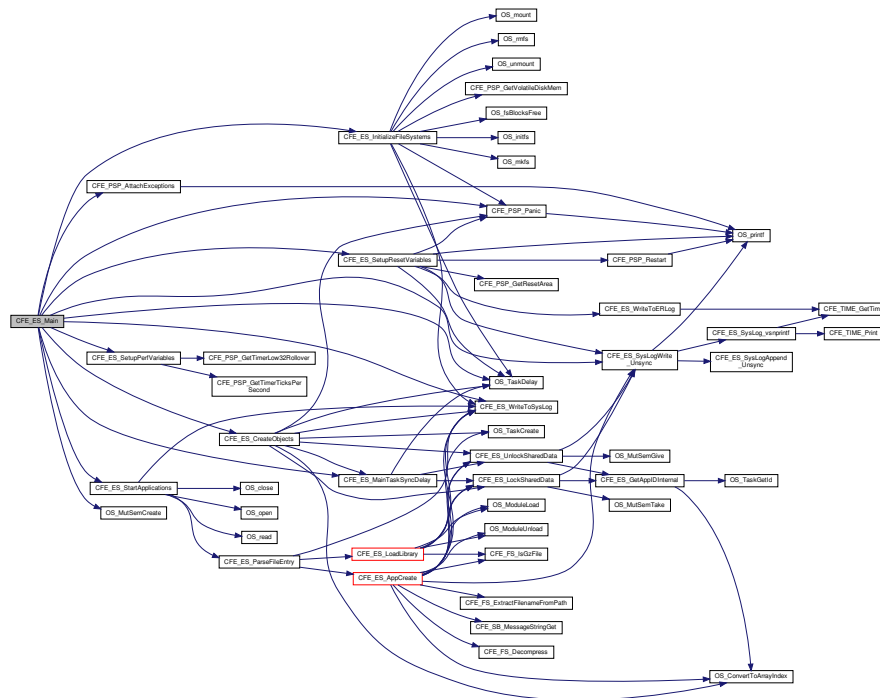 OS_mount
OS_rmfs
OS_unmount
CFE_PSP_GetVolatileDiskMem
OS_fsBlocksFree
CFE_ES_InitializeFileSystems
OS_initfs
OS_mkfs
CFE_PSP_AttachExceptions
CFE_PSP_Panic
OS_printf
CFE_ES_SetupResetVariables
CFE_PSP_Restart
CFE_PSP_GetResetArea
CFE_ES_WriteToERLog
CFE_TIME_GetTime
CFE_ES_Main
CFE_ES_SysLog_vsnprintf
CFE_TIME_Print
CFE_ES_SetupPerfVariables
CFE_PSP_GetTimerLow32Rollover
CFE_ES_SysLogWrite
_Unsync
CFE_ES_SysLogAppend
_Unsync
CFE_PSP_GetTimerTicksPer
Second
OS_TaskDelay
CFE_ES_WriteToSysLog
OS_TaskCreate
CFE_ES_CreateObjects
CFE_ES_UnlockSharedData
OS_MutSemGive
CFE_ES_MainTaskSyncDelay
CFE_ES_LockSharedData
CFE_ES_GetAppIDInternal
OS_TaskGetId
CFE_ES_StartApplications
OS_close
OS_MutSemCreate
OS_open
OS_ModuleLoad
OS_MutSemTake
OS_read
OS_ModuleUnload
CFE_ES_LoadLibrary
CFE_FS_IsGzFile
CFE_ES_ParseFileEntry
CFE_ES_AppCreate
CFE_FS_ExtractFilenameFromPath
CFE_SB_MessageStringGet
CFE_FS_Decompress
OS_ConvertToArrayIndex